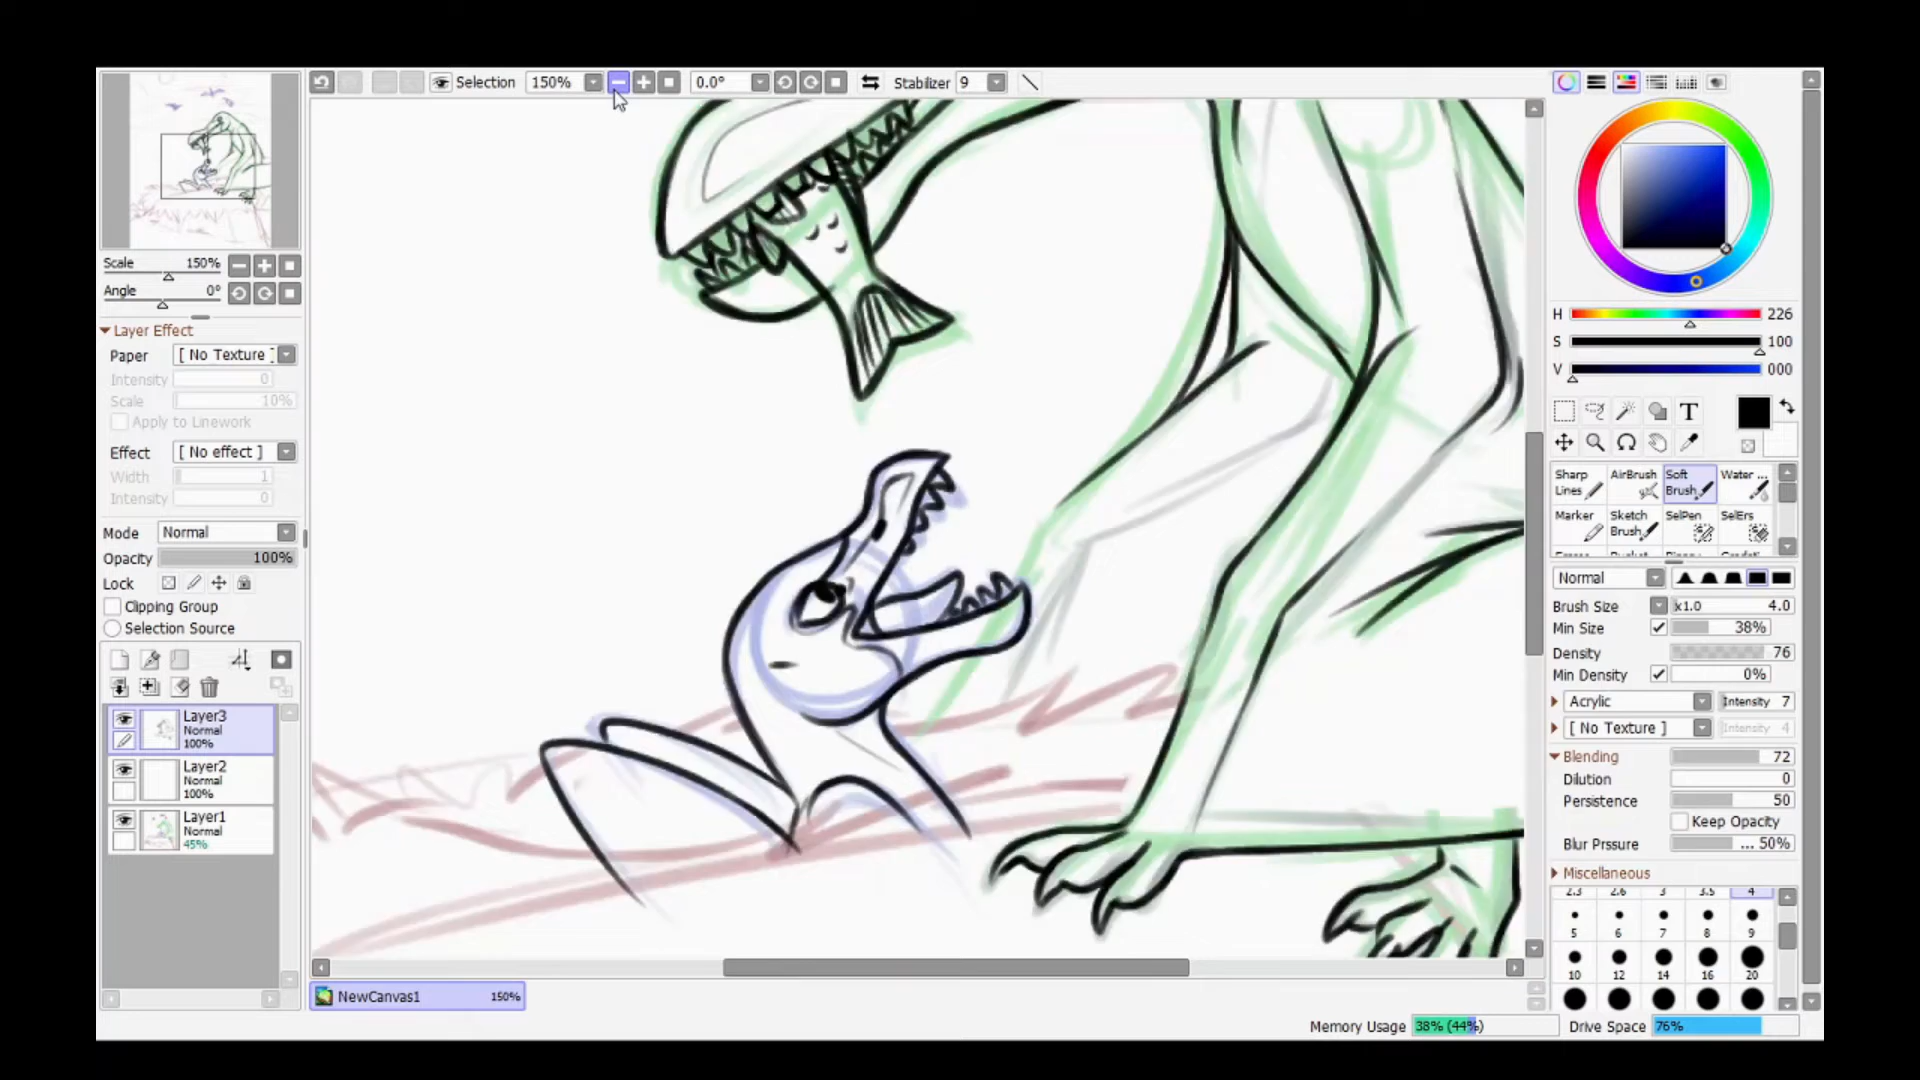 Selection 150% 0.0° Stabilizer 9
Scale 150%
Angle 0°
Layer Effect
Paper [ No Texture ]
Intensity 0
Scale 10%
Apply to Linework
Effect [ No effect ]
Width 1
Intensity 0
Mode Normal
Opacity 100%
Lock
Clipping Group
Selection Source
Layer3
Normal
100%
Layer2
Normal
100%
Layer1
Normal
45%
NewCanvas1 150%
H 226
S 100
V 000
T
Sharp Lines
AirBrush
Soft Brush
Water ...
Marker
Sketch Brush
SelPen
SelErs
Normal
Brush Size x1.0 4.0
Min Size 38%
Density 76
Min Density 0%
Acrylic Intensity 7
[ No Texture ] Intensity 4
Blending 72
Dilution 0
Persistence 50
Keep Opacity
Blur Prssure ... 50%
Miscellaneous
2.3 2.6 3 3.5 4
5 6 7 8 9
10 12 14 16 20
Memory Usage 38% (44%) Drive Space 76%